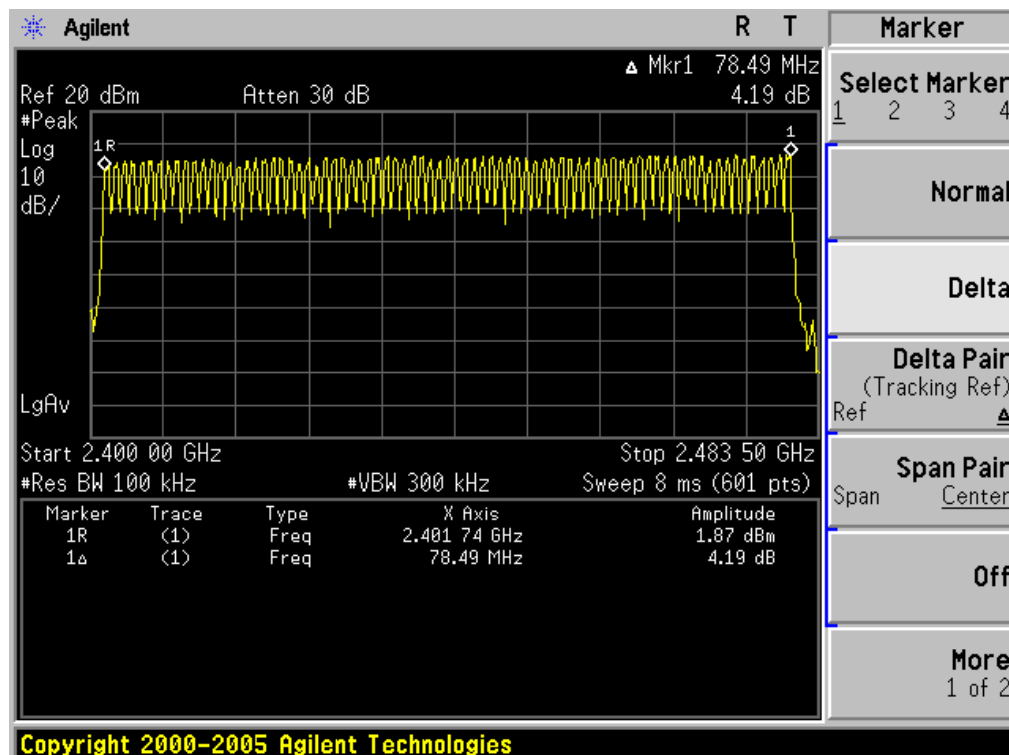 Agilent R T
Δ Mkr1 78.49 MHz
Ref 20 dBm Atten 30 dB 4.19 dB
#Peak
Log
10
dB/
1R
1
LgAv
Start 2.400 00 GHz Stop 2.483 50 GHz
#Res BW 100 kHz #VBW 300 kHz Sweep 8 ms (601 pts)
Marker Trace Type X Axis Amplitude
1R (1) Freq 2.401 74 GHz 1.87 dBm
1Δ (1) Freq 78.49 MHz 4.19 dB
Copyright 2000-2005 Agilent Technologies
Marker
Select Marker
1 2 3 4
Normal
Delta
Delta Pair
(Tracking Ref)
Ref Δ
Span Pair
Span Center
Off
More
1 of 2